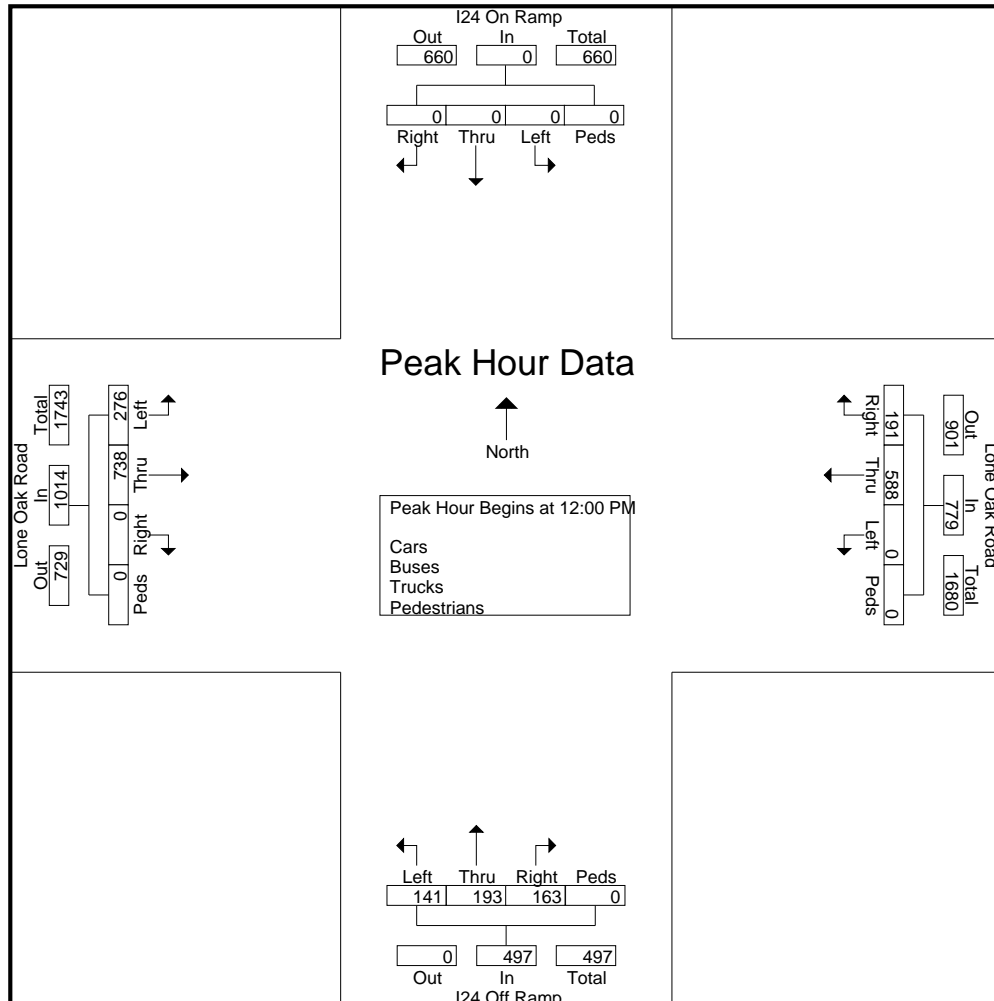 I24 On Ramp
Out In Total
660 0 660
0 0 0 0
Right Thru Left Peds
Peak Hour Data
North
Peak Hour Begins at 12:00 PM
Cars
Buses
Trucks
Pedestrians
Lone Oak Road
Out In Total
729 1014 1743
0 0 738 276
Peds Right Thru Left
Lone Oak Road
Out In Total
901 779 1680
191 588 0 0
Right Thru Left Peds
Left Thru Right Peds
141 193 163 0
0 497 497
Out In Total
I24 Off Ramp